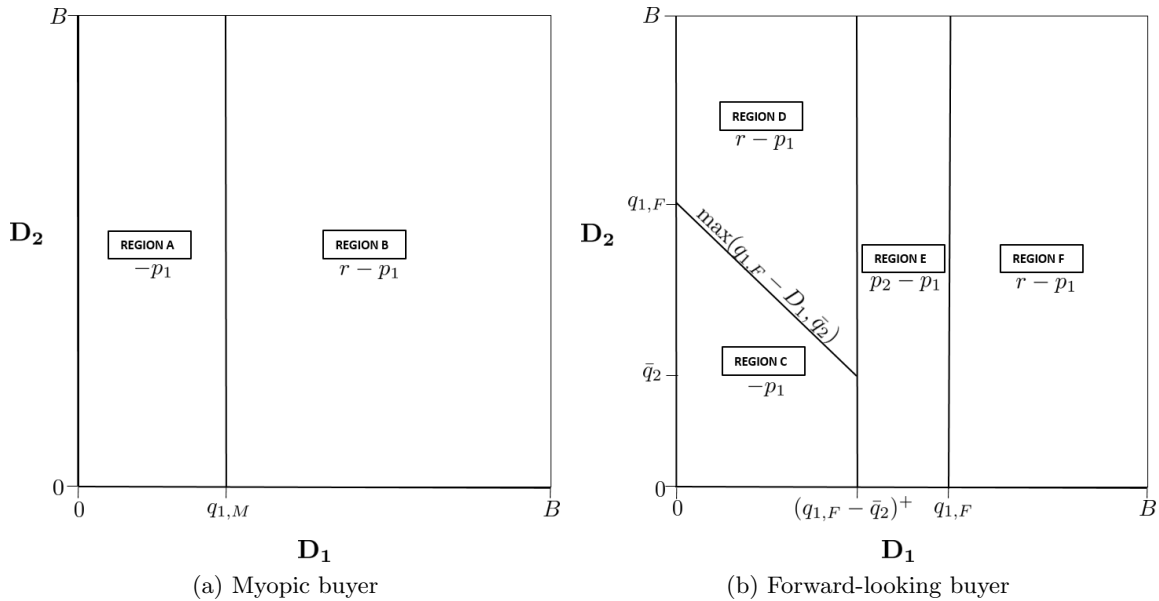 B
REGION A
−p₁
REGION B
r − p₁
D₂
0
0
q₁,M
B
D₁
(a) Myopic buyer
B
REGION D
r − p₁
q₁,F
D₂
max(q₁,F − D₁, q̄₂)
REGION E
p₂ − p₁
REGION F
r − p₁
REGION C
−p₁
q̄₂
0
0
(q₁,F − q̄₂)⁺
q₁,F
B
D₁
(b) Forward-looking buyer